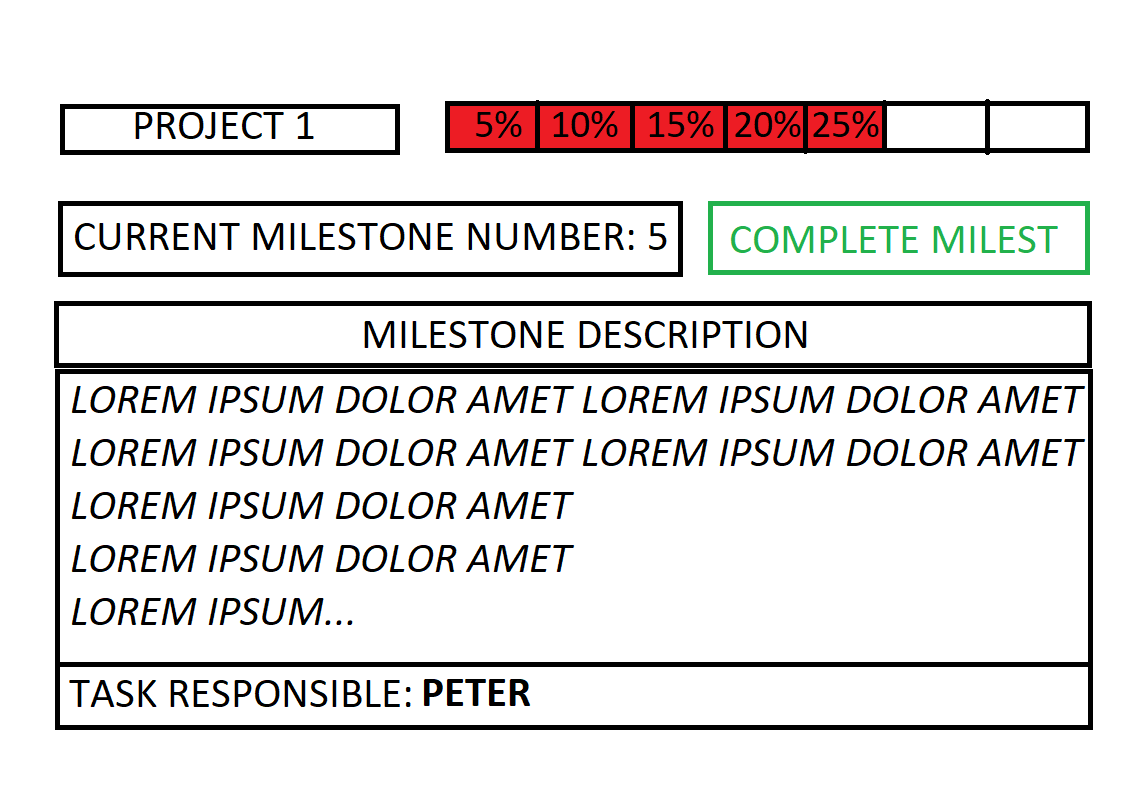 PROJECT 1
5% 10% 15% 20% 25%
CURRENT MILESTONE NUMBER: 5
COMPLETE MILEST
MILESTONE DESCRIPTION
LOREM IPSUM DOLOR AMET LOREM IPSUM DOLOR AMET
LOREM IPSUM DOLOR AMET LOREM IPSUM DOLOR AMET
LOREM IPSUM DOLOR AMET
LOREM IPSUM DOLOR AMET
LOREM IPSUM...
TASK RESPONSIBLE: PETER